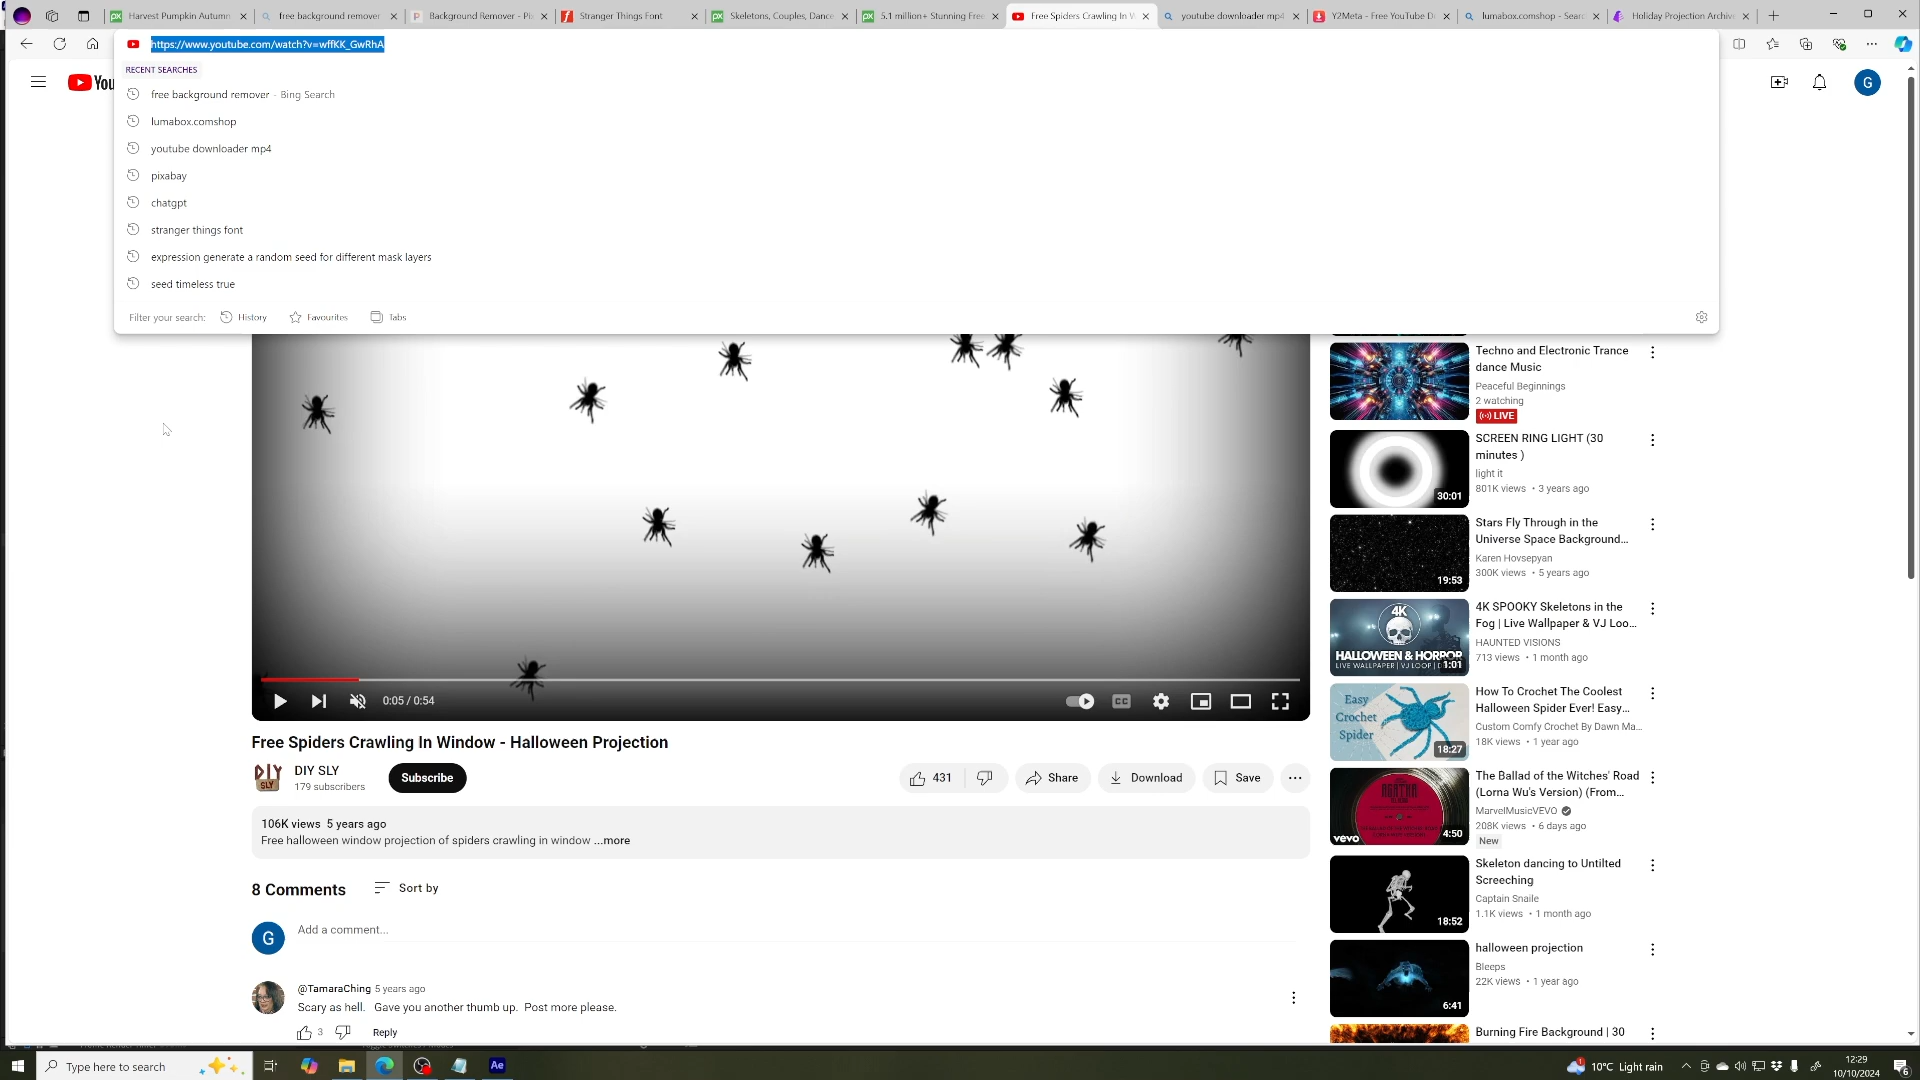 Harvest Pumpkin Autumn
free background remover
Background Remover - Pi
Stranger Things Font
Skeletons, Couples, Dance
5.1 million+ Stunning Free
Free Spiders Crawling In W
youtube downloader mp4
Y2Meta - Free YouTube D
lumabox.comshop - Sear
Holiday Projection Archiv
https://www.youtube.com/watch?v=wffKK_GwRhA
RECENT SEARCHES
You
G
free background remover - Bing Search
lumabox.comshop
youtube downloader mp4
pixabay
chatgpt
stranger things font
expression generate a random seed for different mask layers
seed timeless true
Filter your search: History Favourites Tabs
0:05 / 0:54
CC
Free Spiders Crawling In Window - Halloween Projection
DIY SLY
DIY SLY
179 subscribers
Subscribe
431
Share
Download
Save
106K views 5 years ago
Free halloween window projection of spiders crawling in window ...more
8 Comments
Sort by
G
Add a comment...
@TamaraChing 5 years ago
Scary as hell. Gave you another thumb up. Post more please.
3
Reply
Techno and Electronic Trance
dance Music
Peaceful Beginnings
2 watching
LIVE
30:01
SCREEN RING LIGHT (30
minutes )
light it
801K views • 3 years ago
19:53
Stars Fly Through in the
Universe Space Background...
Karen Hovsepyan
300K views • 5 years ago
4K
HALLOWEEN & HORROR
LIVE WALLPAPER | VJ LOOP |
1:01
4K SPOOKY Skeletons in the
Fog | Live Wallpaper & VJ Loo...
HAUNTED VISIONS
713 views • 1 month ago
Easy
Crochet
Spider
18:27
How To Crochet The Coolest
Halloween Spider Ever! Easy...
Custom Comfy Crochet By Dawn Ma...
18K views • 1 year ago
AGATHA
vevo
4:50
The Ballad of the Witches' Road
(Lorna Wu's Version) (From...
MarvelMusicVEVO
208K views • 6 days ago
New
18:52
Skeleton dancing to Untilted
Screeching
Captain Snaile
1.1K views • 1 month ago
6:41
halloween projection
Bleeps
22K views • 1 year ago
Burning Fire Background | 30
Type here to search
Ae
10°C Light rain
12:29
10/10/2024
6